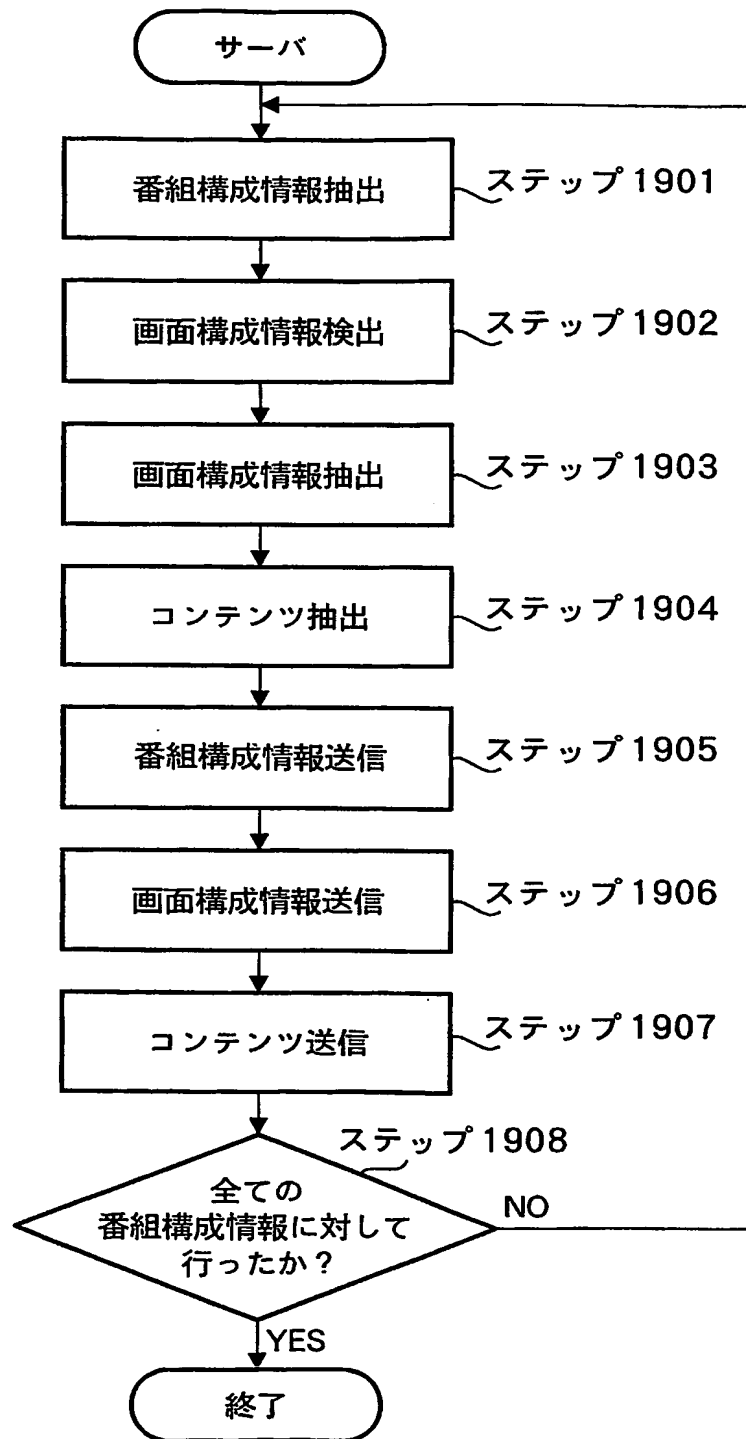 サーバ
番組構成情報抽出
ステップ1901
画面構成情報検出
ステップ1902
画面構成情報抽出
ステップ1903
コンテンツ抽出
ステップ1904
番組構成情報送信
ステップ1905
画面構成情報送信
ステップ1906
コンテンツ送信
ステップ1907
ステップ1908
全ての
番組構成情報に対して
行ったか？
NO
YES
終了